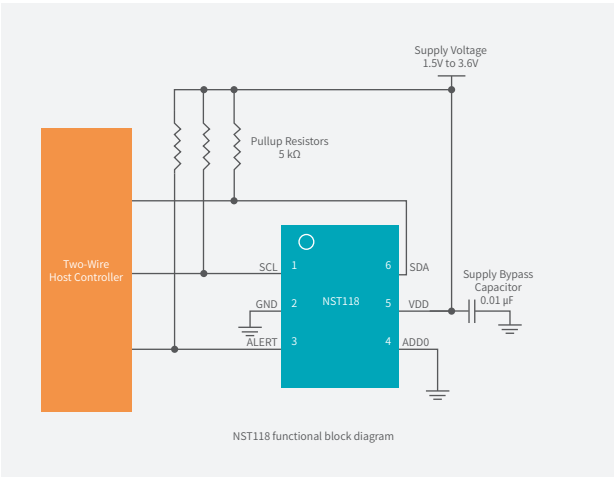 Supply Voltage
1.5V to 3.6V
Pullup Resistors
5 kΩ
Two-Wire
Host Controller
SCL
1
6
SDA
Supply Bypass
Capacitor
0.01 µF
GND
2
NST118
5
VDD
ALERT
3
4
ADD0
NST118 functional block diagram